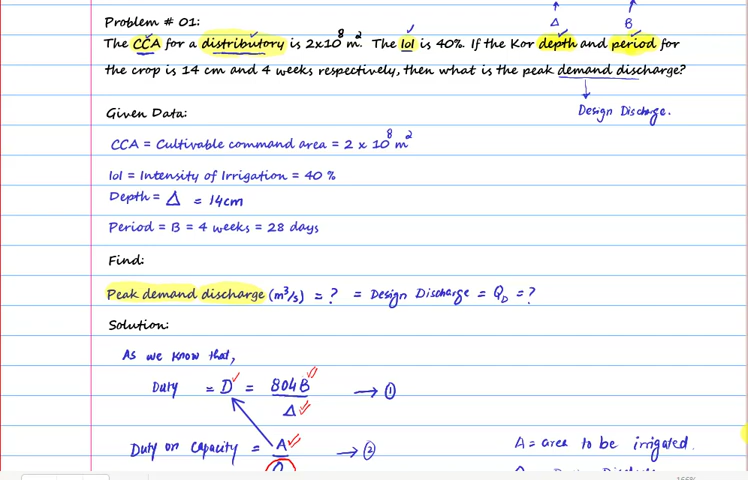 Problem # 01:
Δ B
The CCA for a distributory is 2x10⁸ m². The IoI is 40%. If the Kor depth and period for
the crop is 14 cm and 4 weeks respectively, then what is the peak demand discharge?
Design Discharge.
Given Data:
CCA = Cultivable command area = 2 x 10⁸ m²
IoI = Intensity of Irrigation = 40 %
Depth = Δ = 14cm
Period = B = 4 weeks = 28 days
Find:
Peak demand discharge (m³/s) = ? = Design Discharge = Q_D = ?
Solution:
As we know that,
Duty = D = 804B / Δ → ①
Duty on capacity = A → ②
A = area to be irrigated.